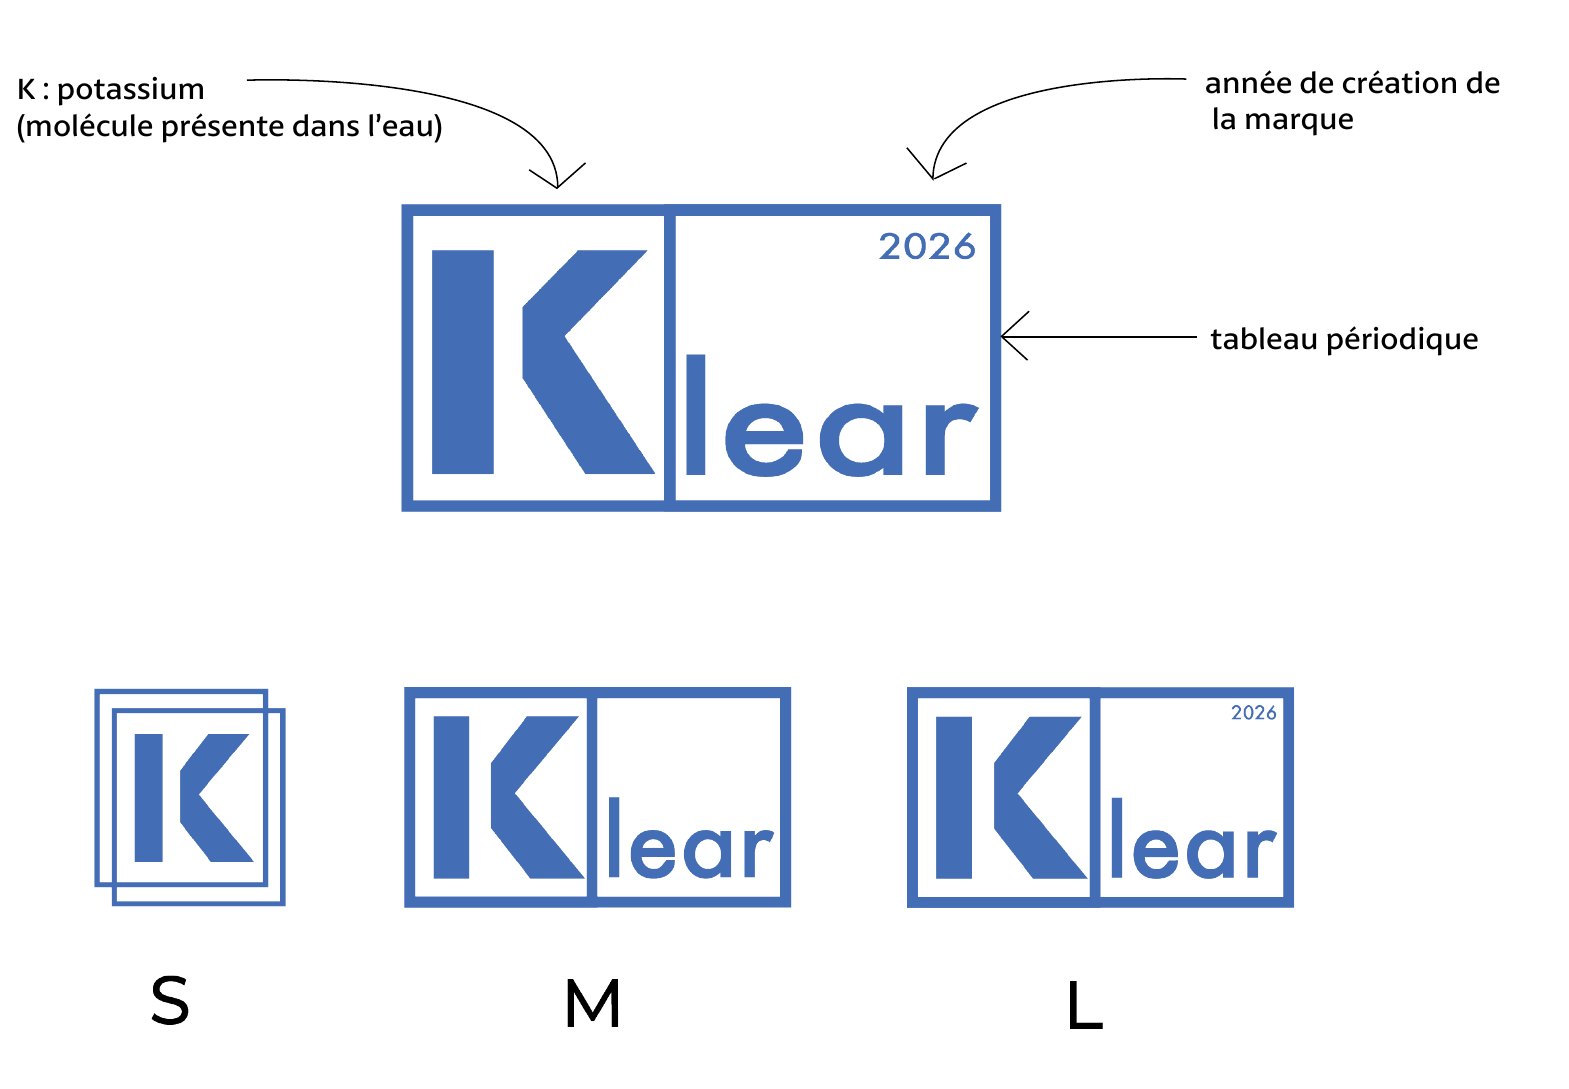 K : potassium
(molécule présente dans l'eau)
année de création de
la marque
2026
Klear
tableau périodique
K
Klear
2026
Klear
S
M
L